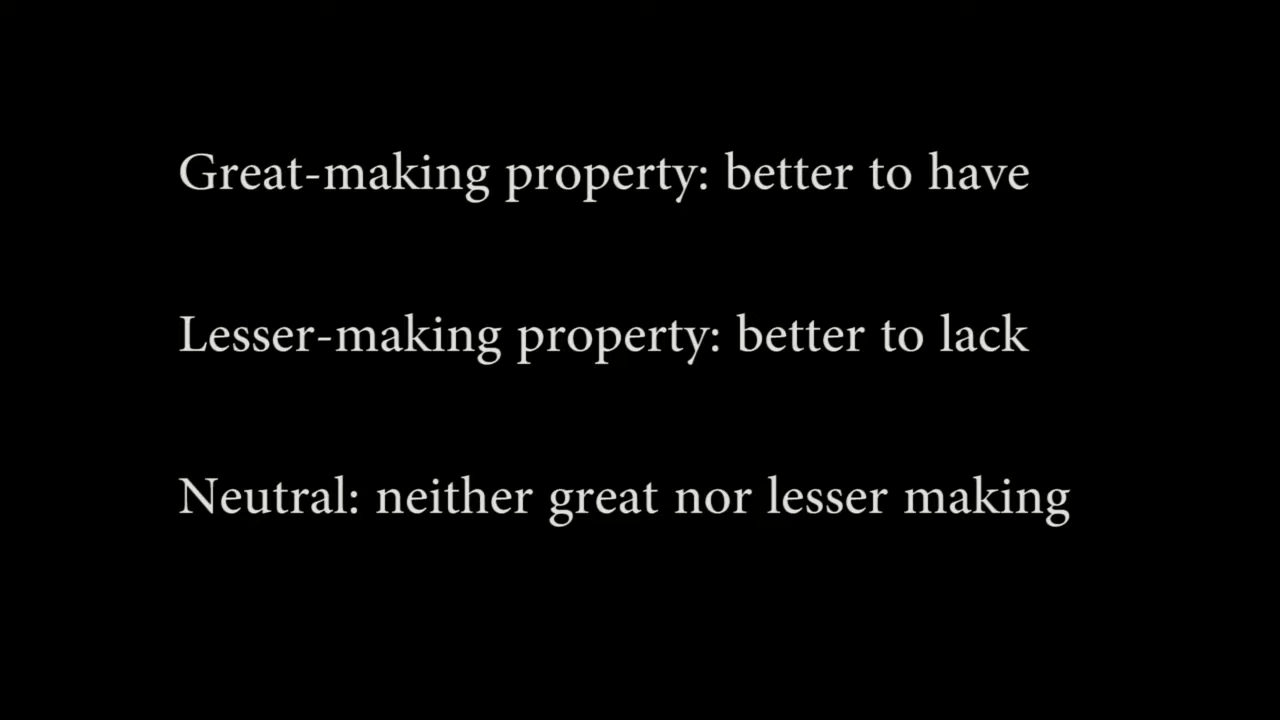 Great-making property: better to have
Lesser-making property: better to lack
Neutral: neither great nor lesser making